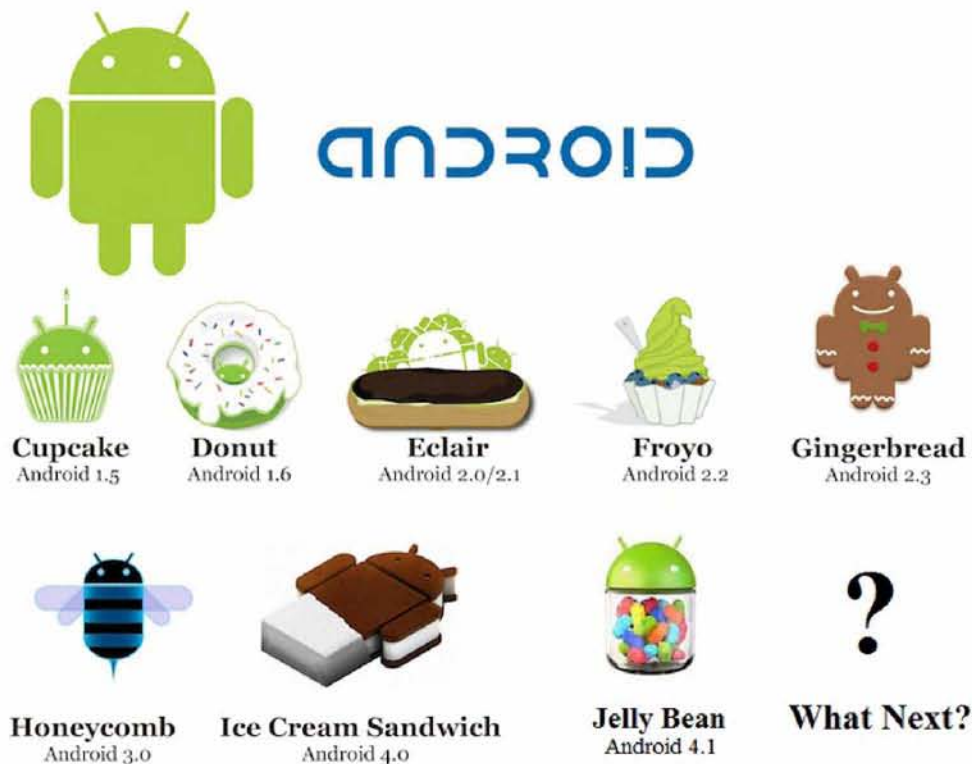 ANDROID
Cupcake
Android 1.5
Donut
Android 1.6
Eclair
Android 2.0/2.1
Froyo
Android 2.2
Gingerbread
Android 2.3
Honeycomb
Android 3.0
Ice Cream Sandwich
Android 4.0
Jelly Bean
Android 4.1
?
What Next?